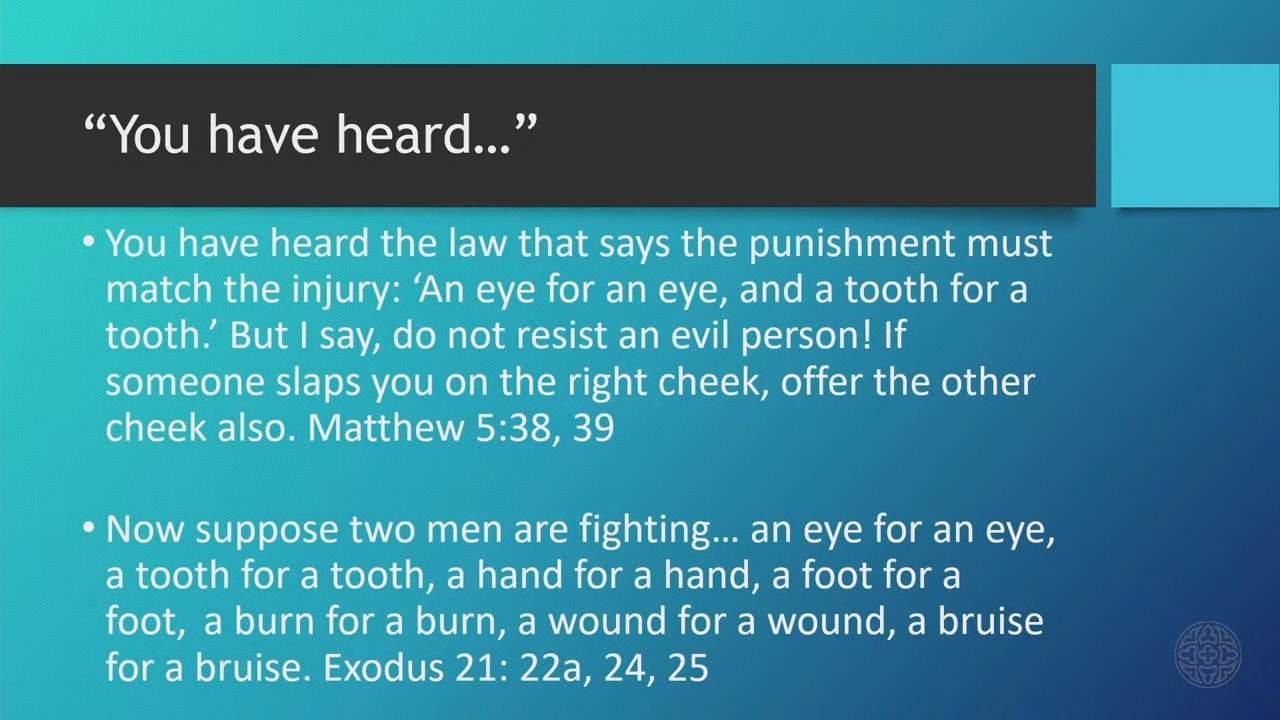 “You have heard…”
• You have heard the law that says the punishment must
match the injury: ‘An eye for an eye, and a tooth for a
tooth.’ But I say, do not resist an evil person! If
someone slaps you on the right cheek, offer the other
cheek also. Matthew 5:38, 39
• Now suppose two men are fighting… an eye for an eye,
a tooth for a tooth, a hand for a hand, a foot for a
foot,  a burn for a burn, a wound for a wound, a bruise
for a bruise. Exodus 21: 22a, 24, 25